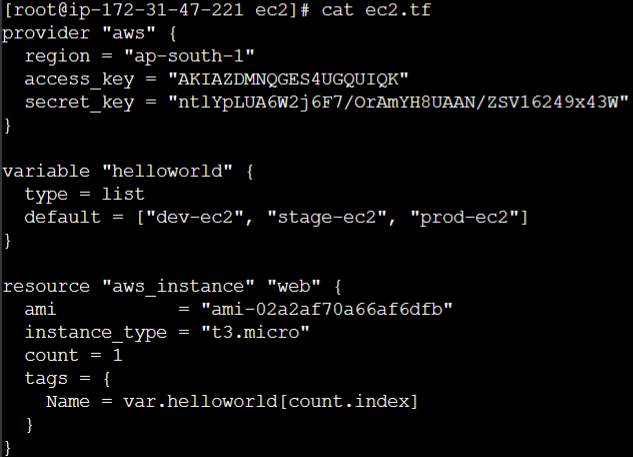 [root@ip-172-31-47-221 ec2]# cat ec2.tf
provider "aws" {
  region = "ap-south-1"
  access_key = "AKIAZDMNQGES4UGQUIQK"
  secret_key = "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"
}

variable "helloworld" {
  type = list
  default = ["dev-ec2", "stage-ec2", "prod-ec2"]
}

resource "aws_instance" "web" {
  ami           = "ami-02a2af70a66af6dfb"
  instance_type = "t3.micro"
  count = 1
  tags = {
    Name = var.helloworld[count.index]
  }
}